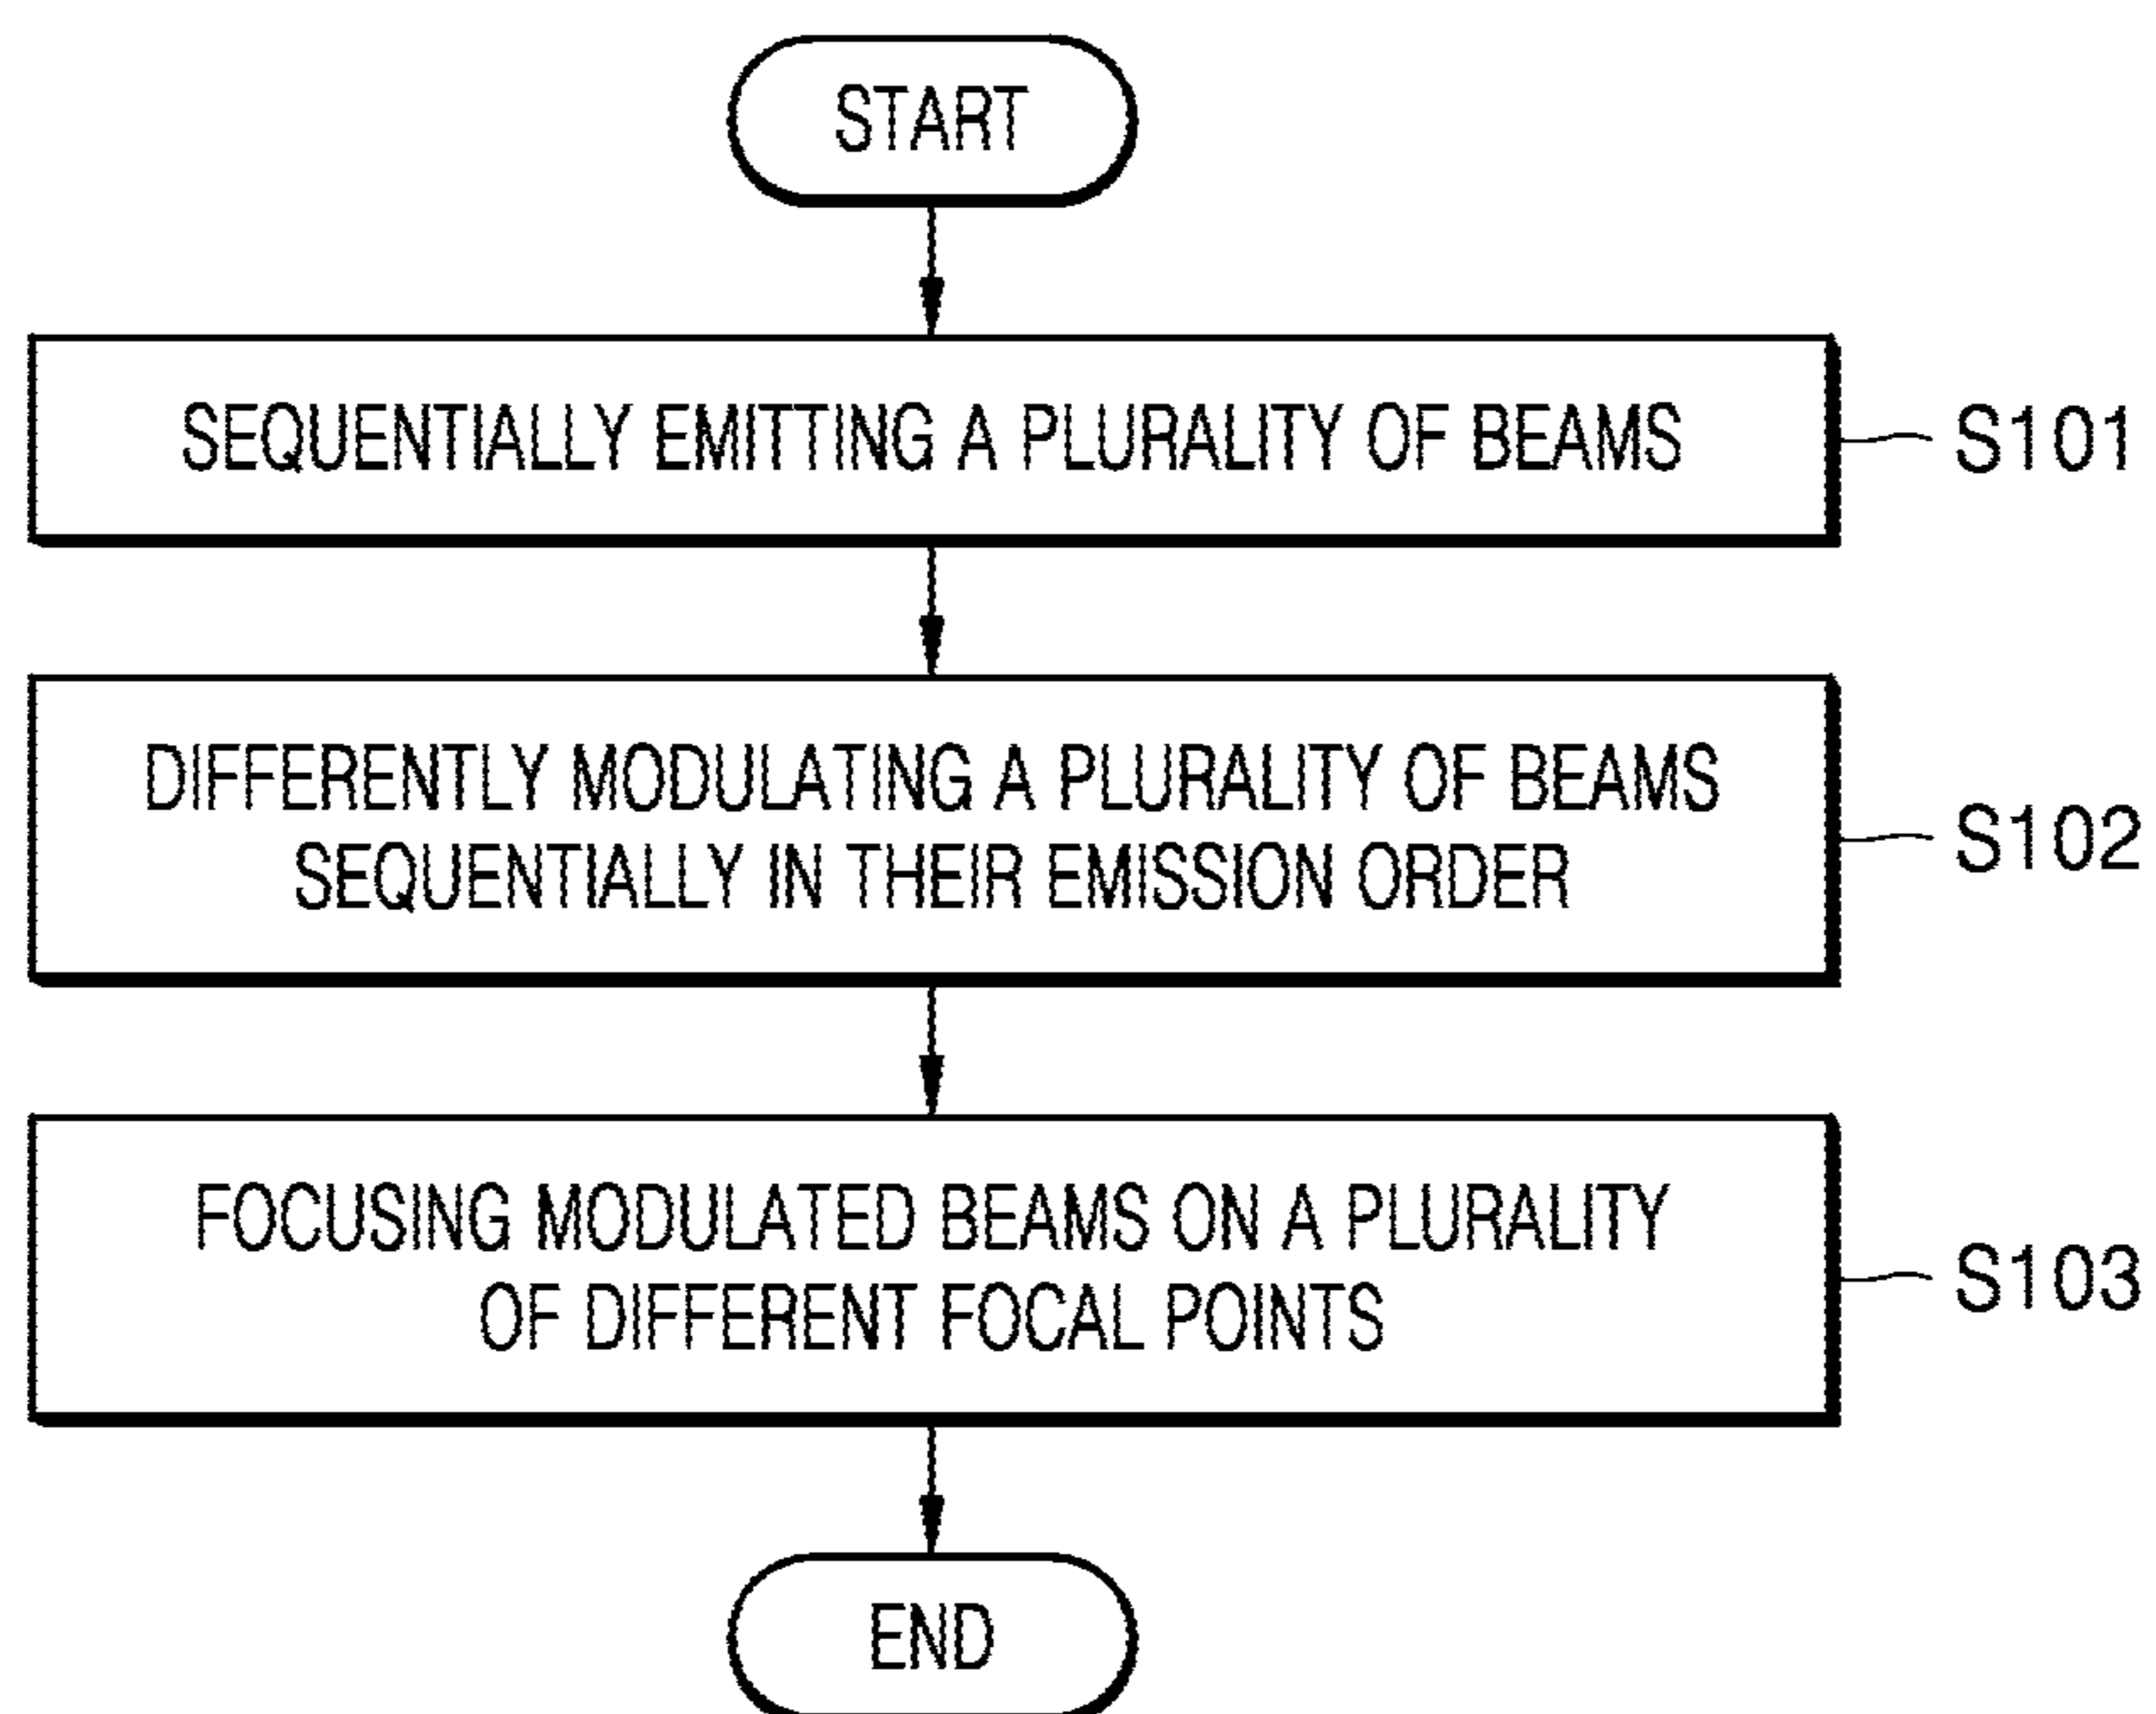 START
SEQUENTIALLY EMITTING A PLURALITY OF BEAMS
S101
DIFFERENTLY MODULATING A PLURALITY OF BEAMS
SEQUENTIALLY IN THEIR EMISSION ORDER
S102
FOCUSING MODULATED BEAMS ON A PLURALITY
OF DIFFERENT FOCAL POINTS
S103
END